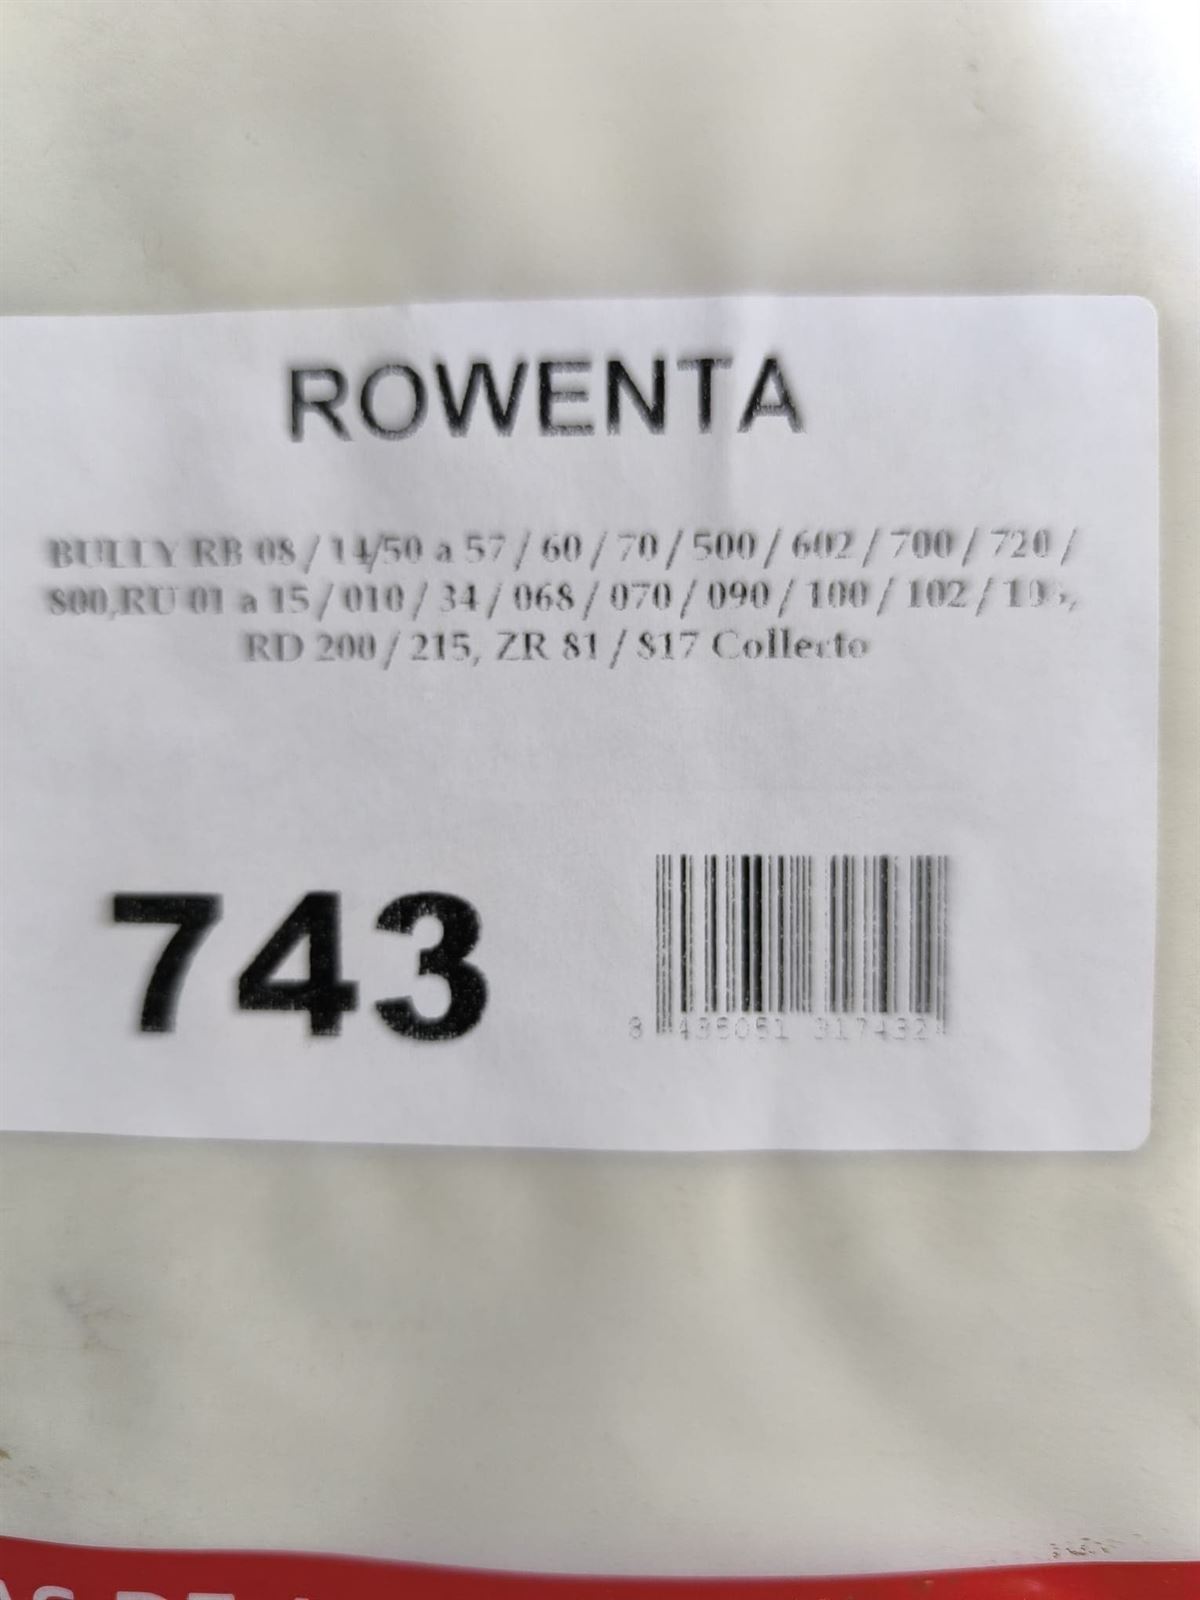 ROWENTA
BULLY RB 08 / 14/50 a 57 / 60 / 70 / 500 / 602 / 700 / 720 /
800,RU 01 a 15 / 010 / 34 / 068 / 070 / 090 / 100 / 102 /
RD 200 / 215, ZR 81 / 817 Collecto
743
8 435051 317432